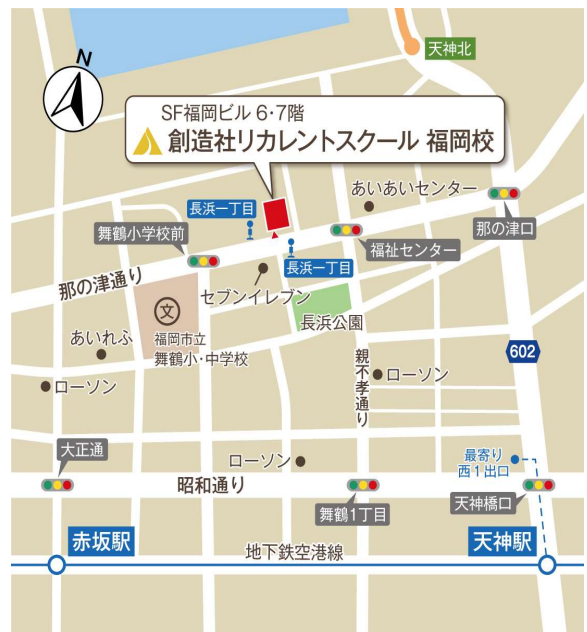 天神北
N
SF福岡ビル 6・7階
創造社リカレントスクール 福岡校
あいあいセンター
長浜一丁目
那の津口
舞鶴小学校前
福祉センター
長浜一丁目
那の津通り
セブンイレブン
長浜公園
文
福岡市立
舞鶴小・中学校
あいれふ
602
親不孝通り
ローソン
ローソン
大正通
ローソン
最寄り
西1出口
昭和通り
舞鶴1丁目
天神橋口
赤坂駅
地下鉄空港線
天神駅